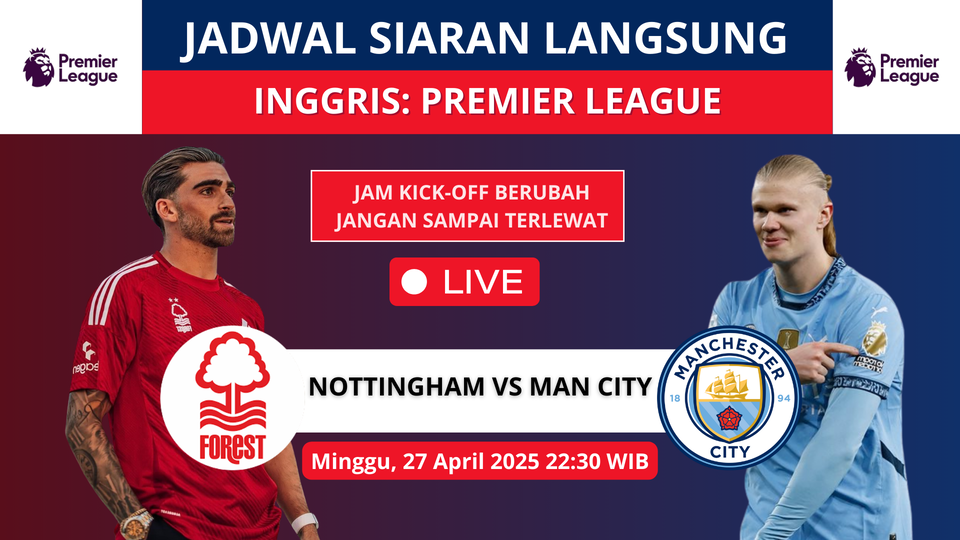 JADWAL SIARAN LANGSUNG
Premier
League
Premier
League
INGGRIS: PREMIER LEAGUE
JAM KICK-OFF BERUBAH
JANGAN SAMPAI TERLEWAT
LIVE
NOTTINGHAM VS MAN CITY
FOREST
MANCHESTER
18 94
CITY
Minggu, 27 April 2025 22:30 WIB